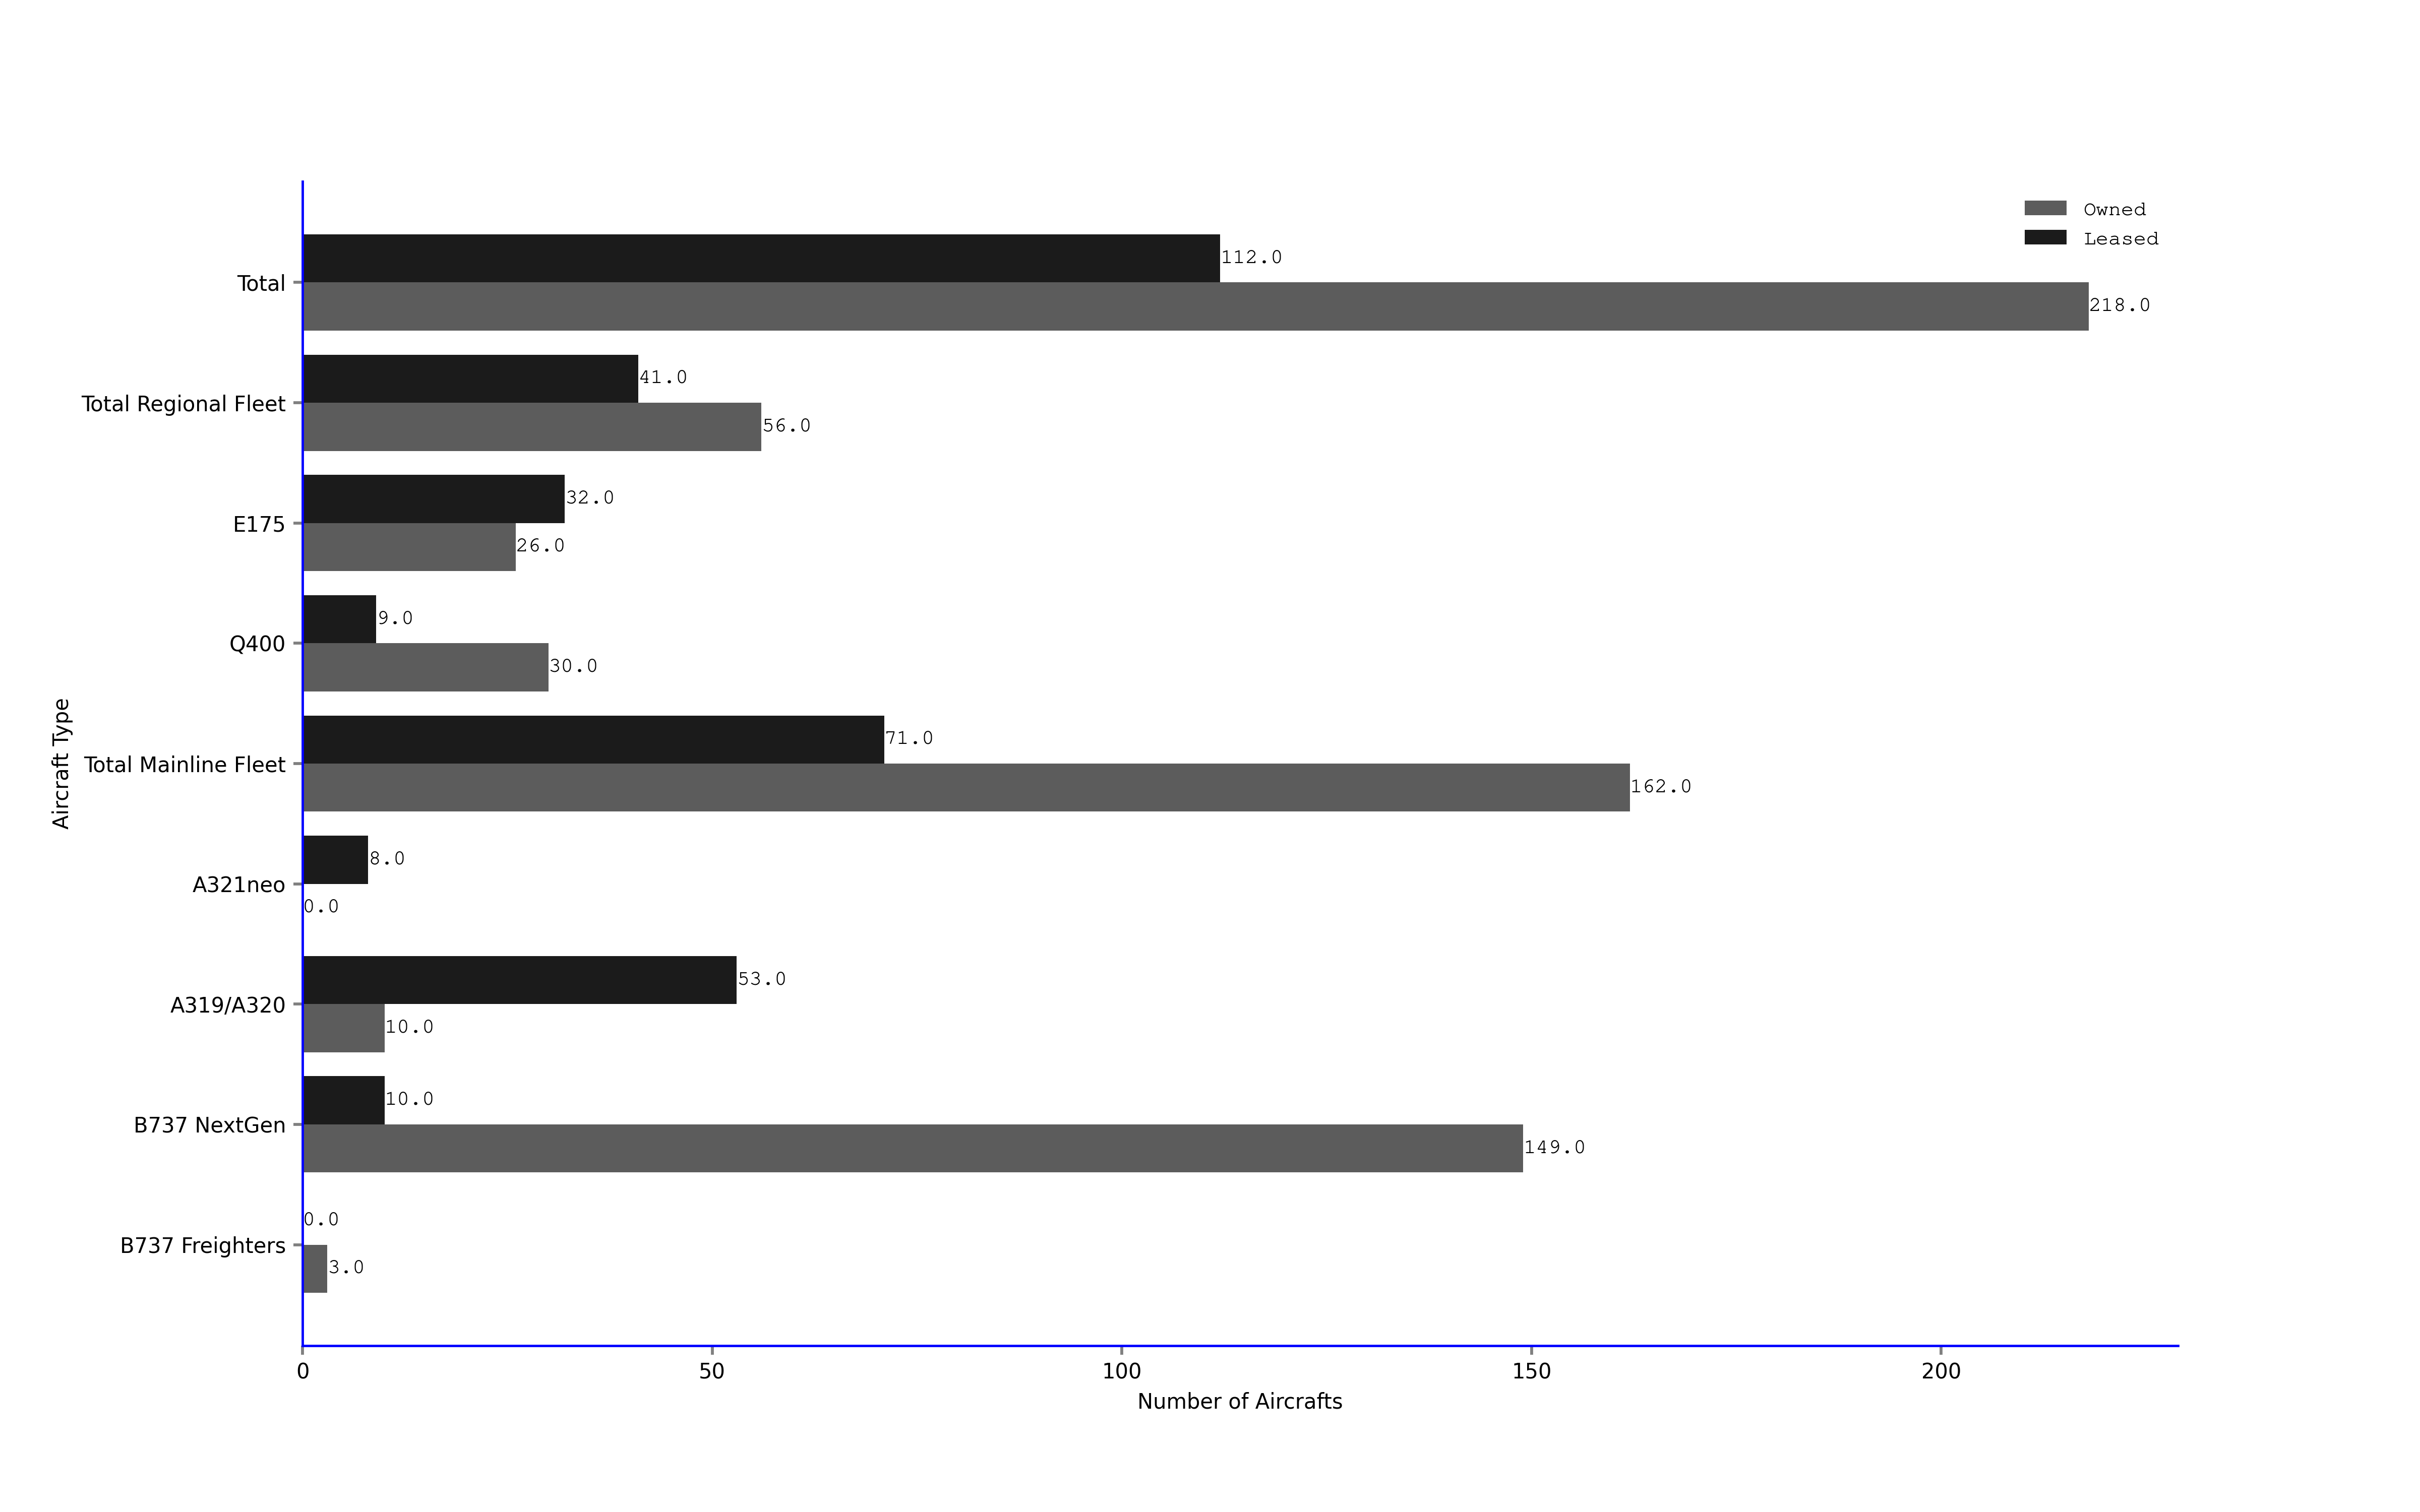 Owned
Leased
Total
112.0
218.0
Total Regional Fleet
41.0
56.0
E175
32.0
26.0
Q400
9.0
30.0
Total Mainline Fleet
71.0
162.0
A321neo
8.0
0.0
A319/A320
53.0
10.0
B737 NextGen
10.0
149.0
B737 Freighters
0.0
3.0
Aircraft Type
0 50 100 150 200
Number of Aircrafts